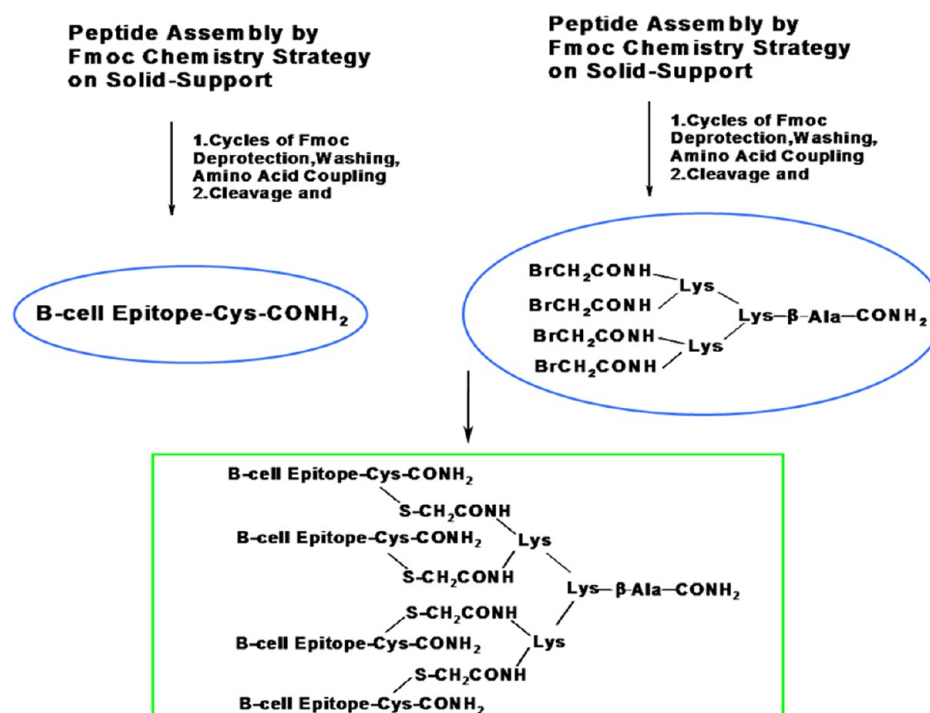 Peptide Assembly by
Fmoc Chemistry Strategy
on Solid-Support
1.Cycles of Fmoc
Deprotection,Washing,
Amino Acid Coupling
2.Cleavage and
B-cell Epitope-Cys-CONH₂
Peptide Assembly by
Fmoc Chemistry Strategy
on Solid-Support
1.Cycles of Fmoc
Deprotection,Washing,
Amino Acid Coupling
2.Cleavage and
BrCH₂CONH
Lys
BrCH₂CONH
Lys–β-Ala–CONH₂
BrCH₂CONH
Lys
BrCH₂CONH
B-cell Epitope-Cys-CONH₂
S-CH₂CONH
B-cell Epitope-Cys-CONH₂
Lys
S-CH₂CONH
Lys–β-Ala–CONH₂
S-CH₂CONH
B-cell Epitope-Cys-CONH₂
Lys
S-CH₂CONH
B-cell Epitope-Cys-CONH₂